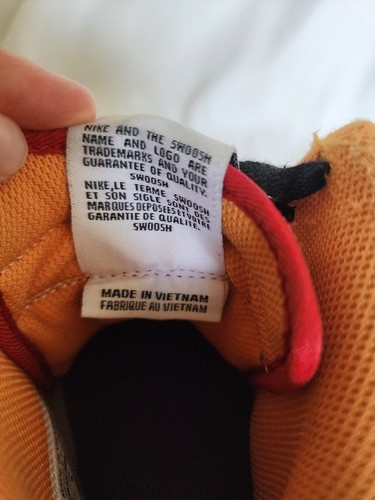 NIKE AND THE SWOOSH
NAME AND LOGO ARE
TRADEMARKS AND YOUR
GUARANTEE OF QUALITY.
SWOOSH
NIKE,LE TERME SWOOSH
ET SON SIGLE SONT DES
MARQUES DEPOSEES ET VOTRE
GARANTIE DE QUALITE.
SWOOSH
MADE IN VIETNAM
FABRIQUE AU VIETNAM